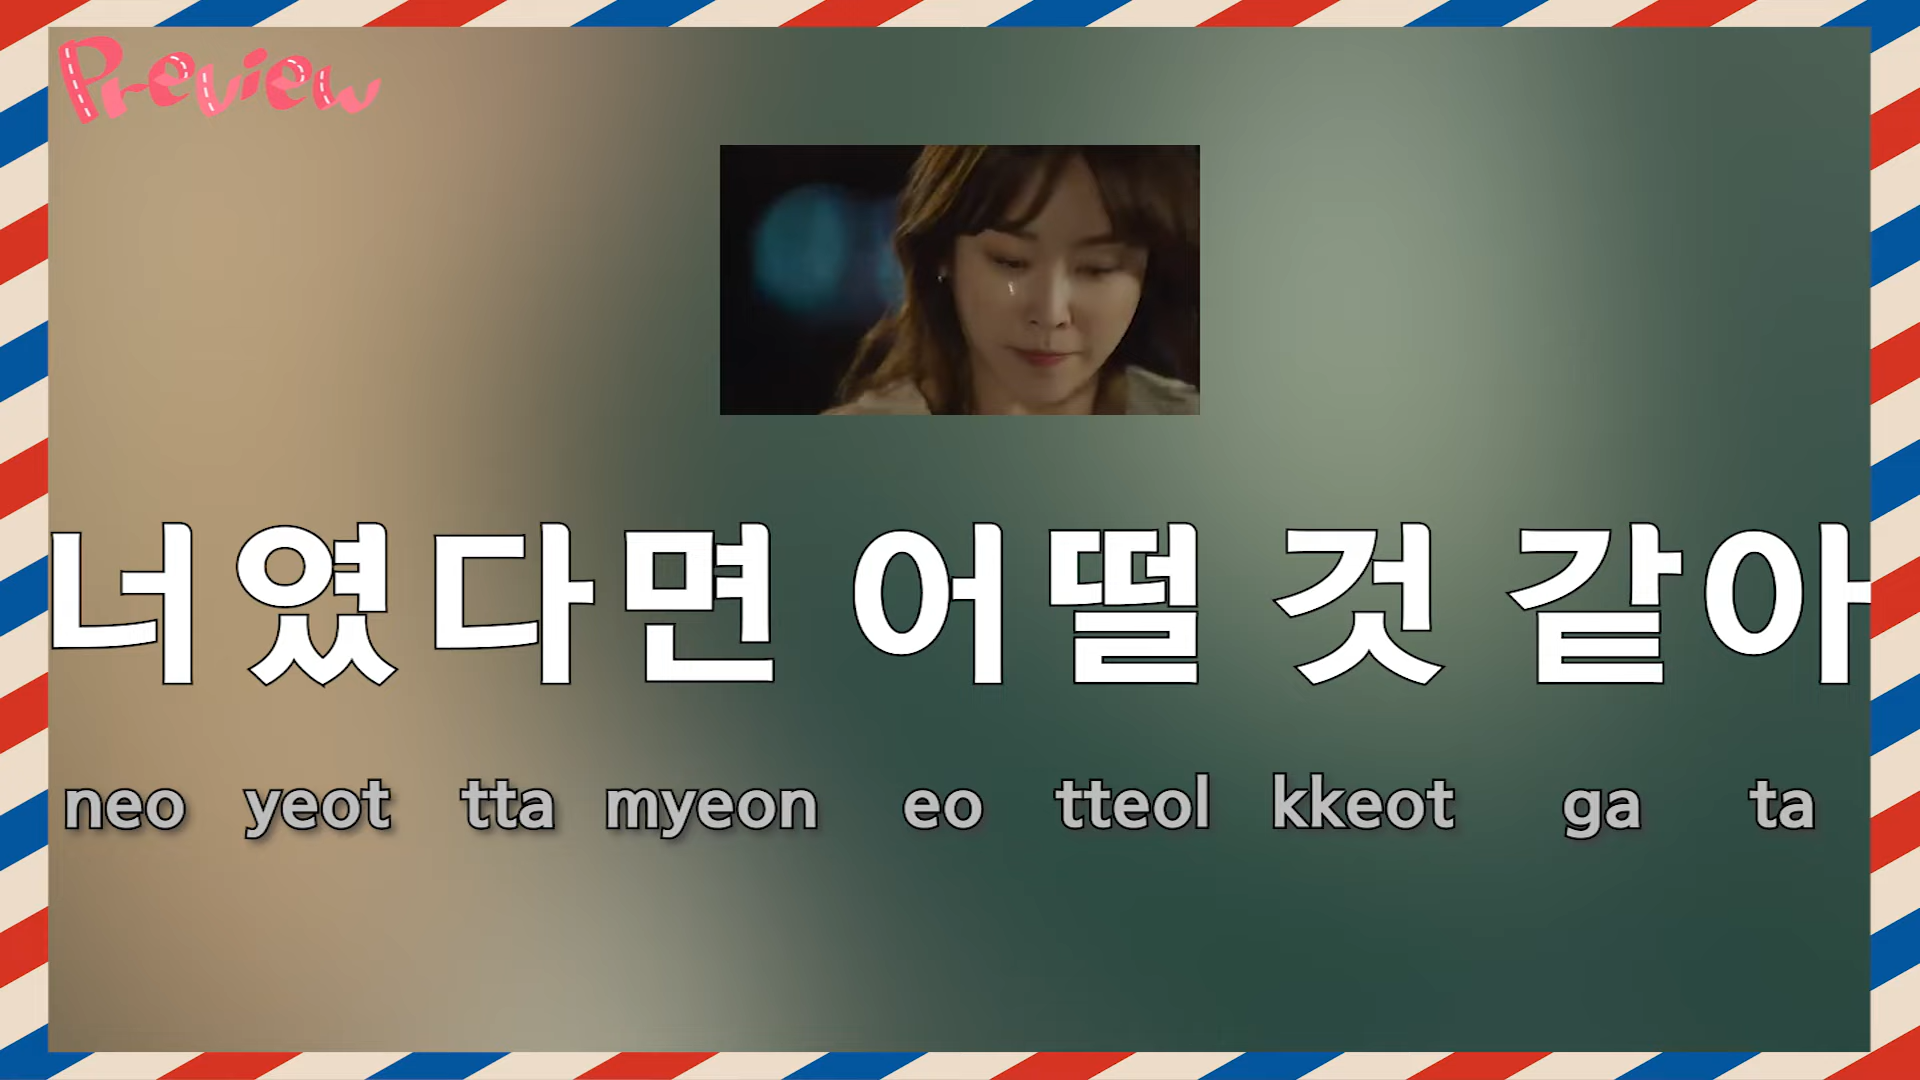 Preview
너였다면 어떨 것 같아
neo yeot tta myeon eo tteol kkeot ga ta